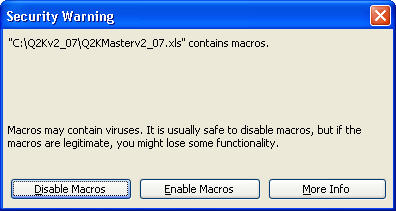 Security Warning
"C:\Q2Kv2_07\Q2KMasterv2_07.xls" contains macros.
Macros may contain viruses. It is usually safe to disable macros, but if the
macros are legitimate, you might lose some functionality.
Disable Macros Enable Macros More Info